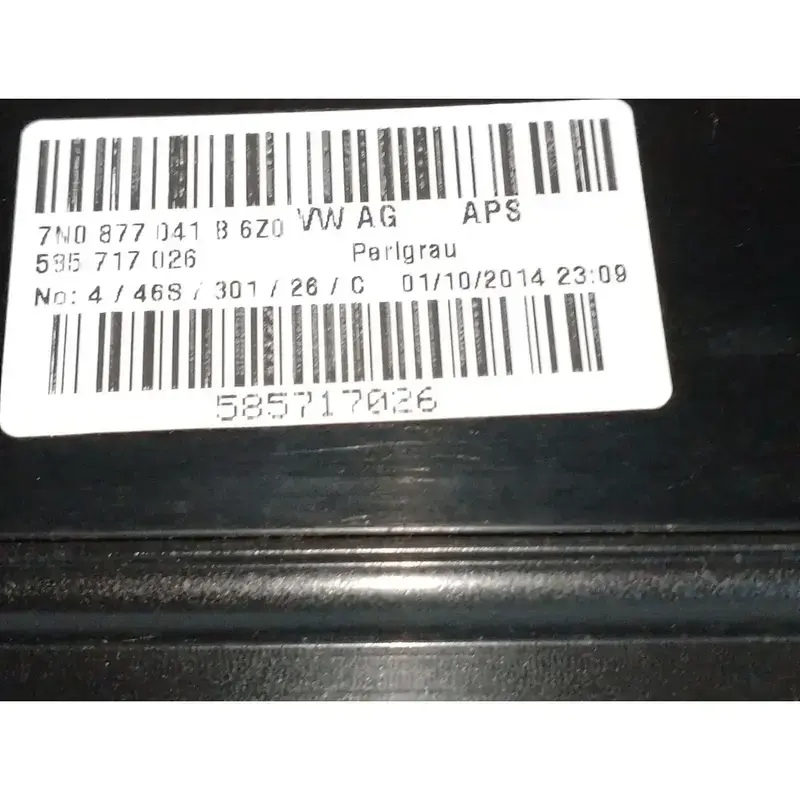 7N0 877 041 B 6Z0 VW AG APS
585 717 026 Perlgrau
No: 4 / 46S / 301 / 26 / C 01/10/2014 23:09
585717026